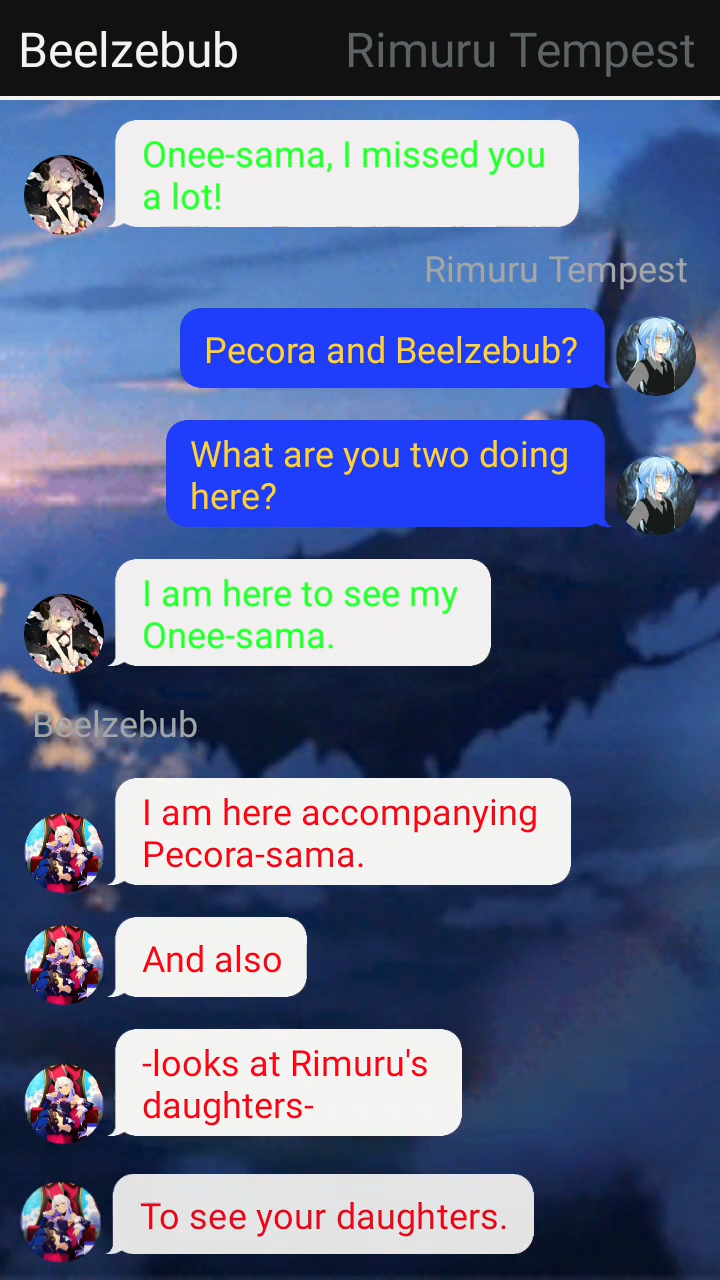 Beelzebub
Rimuru Tempest
Onee-sama, I missed you
a lot!
Rimuru Tempest
Pecora and Beelzebub?
What are you two doing
here?
I am here to see my
Onee-sama.
Beelzebub
I am here accompanying
Pecora-sama.
And also
-looks at Rimuru's
daughters-
To see your daughters.